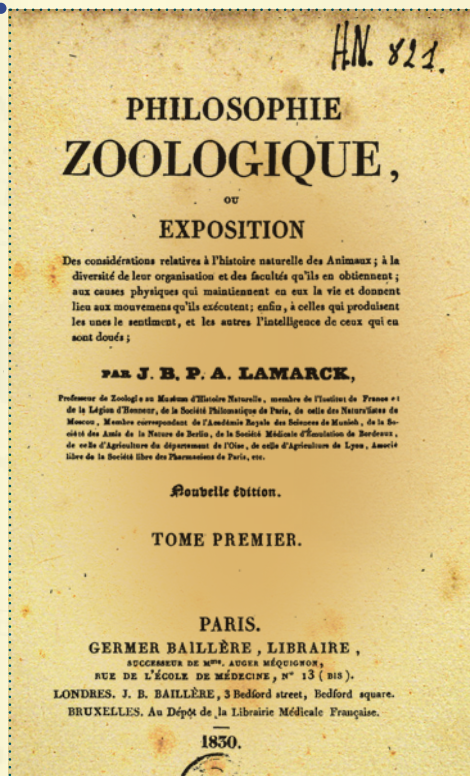 H.N. 821.
PHILOSOPHIE
ZOOLOGIQUE,
OU
EXPOSITION
Des considérations relatives à l'histoire naturelle des Animaux; à la
diversité de leur organisation et des facultés qu'ils en obtiennent;
aux causes physiques qui maintiennent en eux la vie et donnent
lieu aux mouvemens qu'ils exécutent; enfin, à celles qui produisent
les unes le sentiment, et les autres l'intelligence de ceux qui en
sont doués;
PAR J. B. P. A. LAMARCK,
Professeur de Zoologie au Muséum d'Histoire Naturelle, membre de l'Institut de France et
de la Légion d'Honneur, de la Société Philomatique de Paris, de celle des Naturalistes de
Moscou, Membre correspondant de l'Académie Royale des Sciences de Munich, de la So-
ciété des Amis de la Nature de Berlin, de la Société Médicale d'Émulation de Bordeaux,
de celle d'Agriculture du département de l'Oise, de celle d'Agriculture de Lyon, Associé
libre de la Société libre des Pharmaciens de Paris, etc.
Nouvelle édition.
TOME PREMIER.
PARIS.
GERMER BAILLÈRE, LIBRAIRE,
SUCCESSEUR DE Mme. AUGER MÉQUIGNON,
RUE DE L'ÉCOLE DE MÉDECINE, N° 13 (BIS).
LONDRES. J. B. BAILLÈRE, 3 Bedford street, Bedford square.
BRUXELLES. Au Dépôt de la Librairie Médicale Française.
1830.